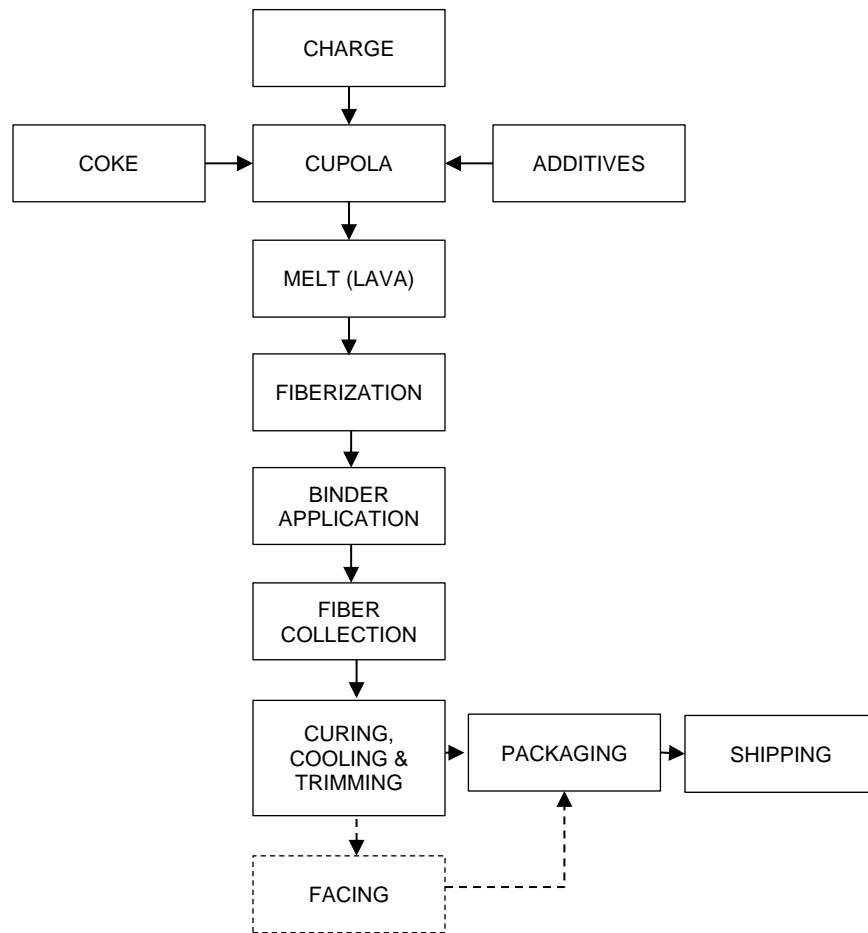 CHARGE
COKE
CUPOLA
ADDITIVES
MELT (LAVA)
FIBERIZATION
BINDER
APPLICATION
FIBER
COLLECTION
CURING,
COOLING &
TRIMMING
PACKAGING
SHIPPING
FACING